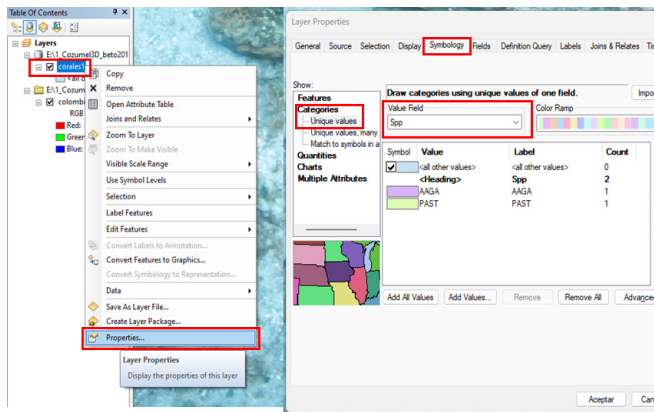 Table Of Contents
Layers
E:\1_Cozumel3D_beto201
corales1
<all o
E:\1_Cozum
colombi
RGB
Red:
Green
Blue:
Copy
Remove
Open Attribute Table
Joins and Relates
Zoom To Layer
Zoom To Make Visible
Visible Scale Range
Use Symbol Levels
Selection
Label Features
Edit Features
Convert Labels to Annotation...
Convert Features to Graphics...
Convert Symbology to Representation...
Data
Save As Layer File...
Create Layer Package...
Properties...
Layer Properties
Display the properties of this layer
Layer Properties
General Source Selection Display Symbology Fields Definition Query Labels Joins & Relates Ti
Show:
Features
Categories
Unique values
Unique values, many
Match to symbols in a
Quantities
Charts
Multiple Attributes
Draw categories using unique values of one field.
Impo
Value Field
Spp
Color Ramp
Symbol Value Label Count
<all other values> <all other values> 0
<Heading> Spp 2
AAGA AAGA 1
PAST PAST 1
Add All Values Add Values... Remove Remove All Advanced
Aceptar Can